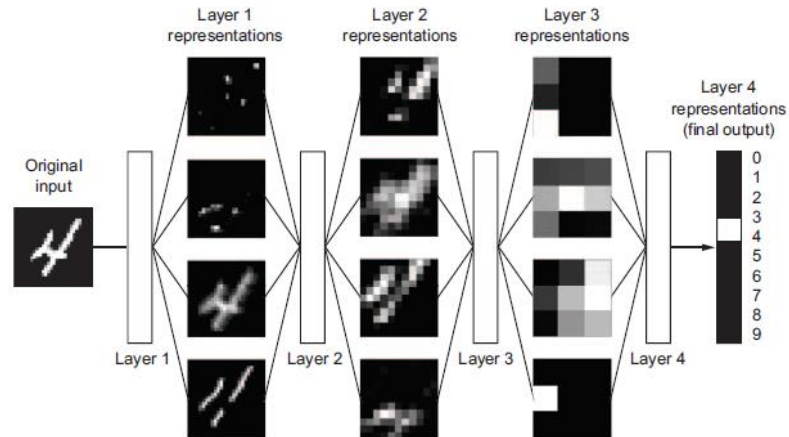 Layer 1
representations
Layer 2
representations
Layer 3
representations
Layer 4
representations
(final output)
Original
input
0
1
2
3
4
5
6
7
8
9
Layer 1
Layer 2
Layer 3
Layer 4